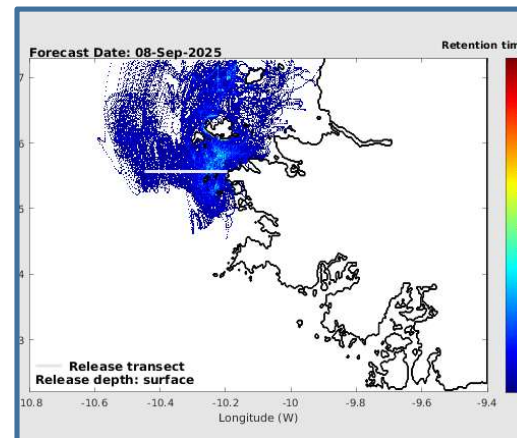 Forecast Date: 08-Sep-2025
Retention tim
7
6
5
4
3
Release transect
Release depth: surface
10.8 -10.6 -10.4 -10.2 -10 -9.8 -9.6 -9.4
Longitude (W)